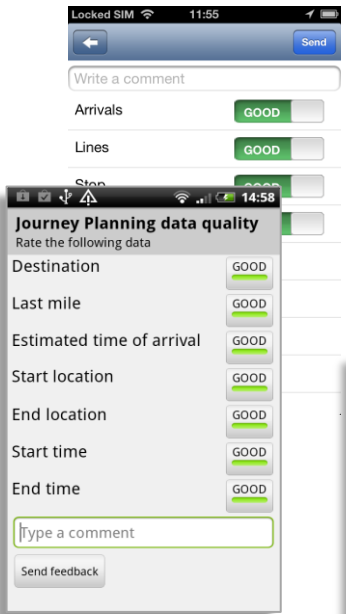 Locked SIM 11:55
Send
Write a comment
Arrivals GOOD
Lines GOOD
Stop GOOD
14:58
Journey Planning data quality
Rate the following data
Destination GOOD
Last mile GOOD
Estimated time of arrival GOOD
Start location GOOD
End location GOOD
Start time GOOD
End time GOOD
Type a comment
Send feedback